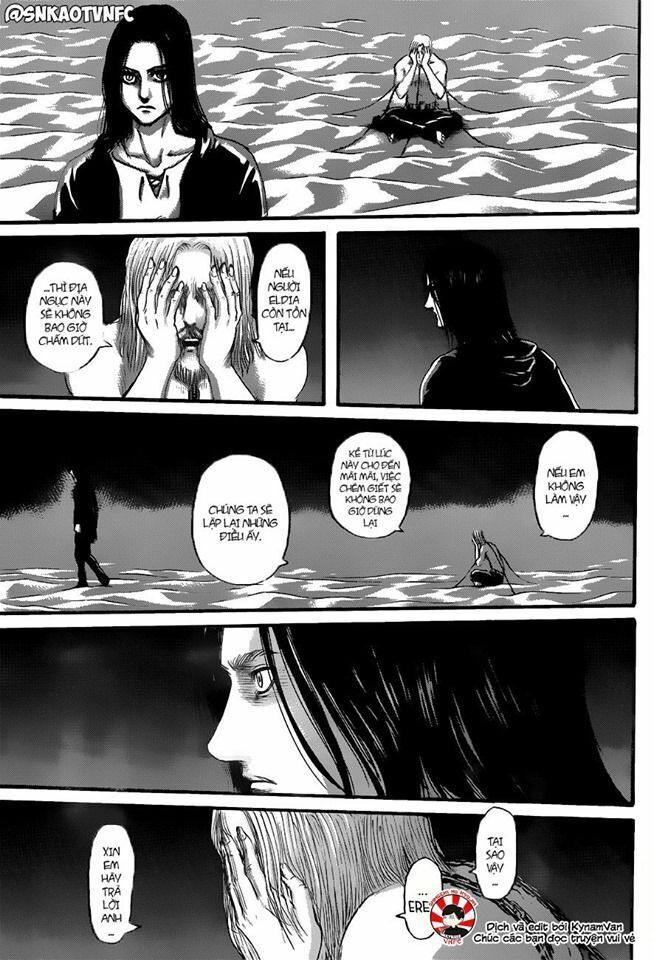 @SNKAOTVNFC
NẾU
NGƯỜI
ELDIA
CÒN TỒN
TẠI...
...THÌ ĐỊA
NGỤC NÀY
SẼ KHÔNG
BAO GIỜ
CHẤM DỨT.
NẾU EM
KHÔNG
LÀM VẬY
...
KỂ TỪ LÚC
NÀY CHO ĐẾN
MÃI MÃI, VIỆC
CHÉM GIẾT SẼ
KHÔNG BAO
GIỜ DỪNG
LẠI
CHÚNG TA SẼ
LẶP LẠI NHỮNG
ĐIỀU ẤY.
TẠI
SAO VẬY
...
...
ERE
XIN
EM
HÃY
TRẢ
LỜI
ANH
...
Dịch và edit bởi KynamVan
Chúc các bạn đọc truyện vui vẻ